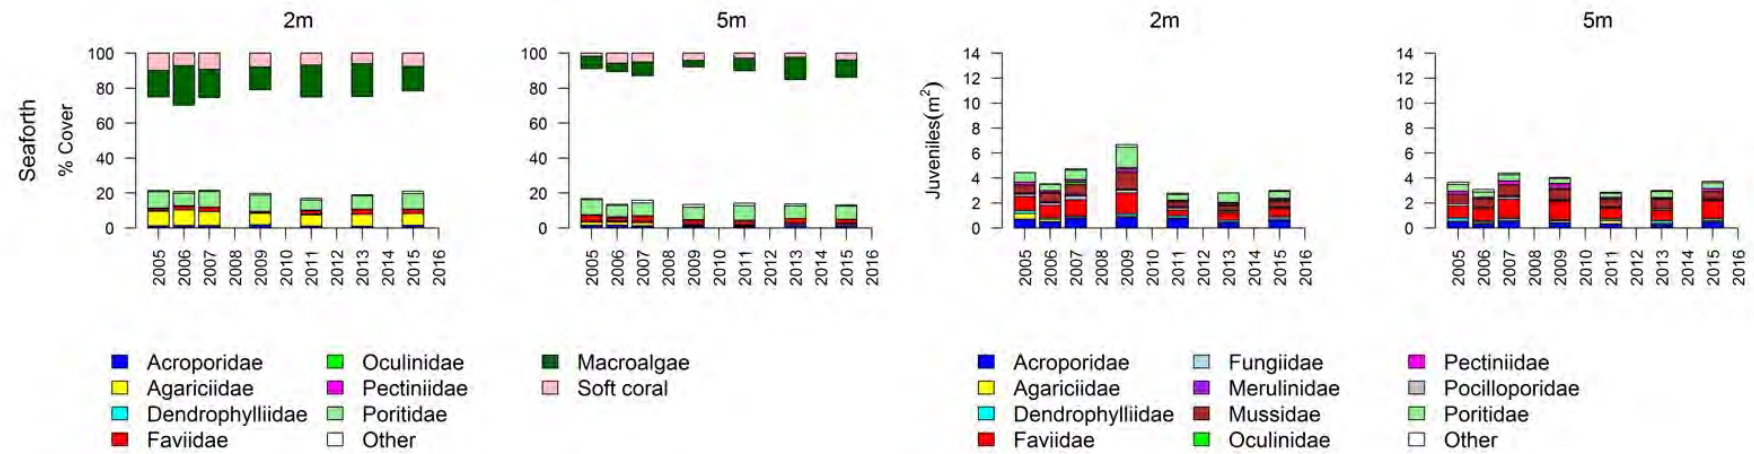 2m 5m 2m 5m
Seaforth
% Cover
100
80
60
40
20
0
2005 2006 2007 2008 2009 2010 2011 2012 2013 2014 2015 2016
100
80
60
40
20
0
2005 2006 2007 2008 2009 2010 2011 2012 2013 2014 2015 2016
Juveniles(m²)
14
12
10
8
6
4
2
0
2005 2006 2007 2008 2009 2010 2011 2012 2013 2014 2015 2016
14
12
10
8
6
4
2
0
2005 2006 2007 2008 2009 2010 2011 2012 2013 2014 2015 2016
Acroporidae Oculinidae Macroalgae
Agariciidae Pectiniidae Soft coral
Dendrophylliidae Poritidae
Faviidae Other
Acroporidae Fungiidae Pectiniidae
Agariciidae Merulinidae Pocilloporidae
Dendrophylliidae Mussidae Poritidae
Faviidae Oculinidae Other